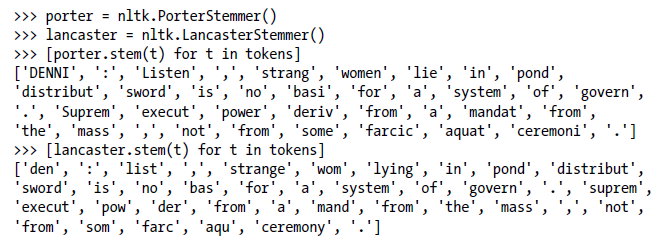 >>> porter = nltk.PorterStemmer()
>>> lancaster = nltk.LancasterStemmer()
>>> [porter.stem(t) for t in tokens]
['DENNI', ':', 'Listen', ',', 'strang', 'women', 'lie', 'in', 'pond',
'distribut', 'sword', 'is', 'no', 'basi', 'for', 'a', 'system', 'of', 'govern',
'.', 'Suprem', 'execut', 'power', 'deriv', 'from', 'a', 'mandat', 'from',
'the', 'mass', ',', 'not', 'from', 'some', 'farcic', 'aquat', 'ceremoni', '.']
>>> [lancaster.stem(t) for t in tokens]
['den', ':', 'list', ',', 'strange', 'wom', 'lying', 'in', 'pond', 'distribut',
'sword', 'is', 'no', 'bas', 'for', 'a', 'system', 'of', 'govern', '.', 'suprem',
'execut', 'pow', 'der', 'from', 'a', 'mand', 'from', 'the', 'mass', ',', 'not',
'from', 'som', 'farc', 'aqu', 'ceremony', '.']